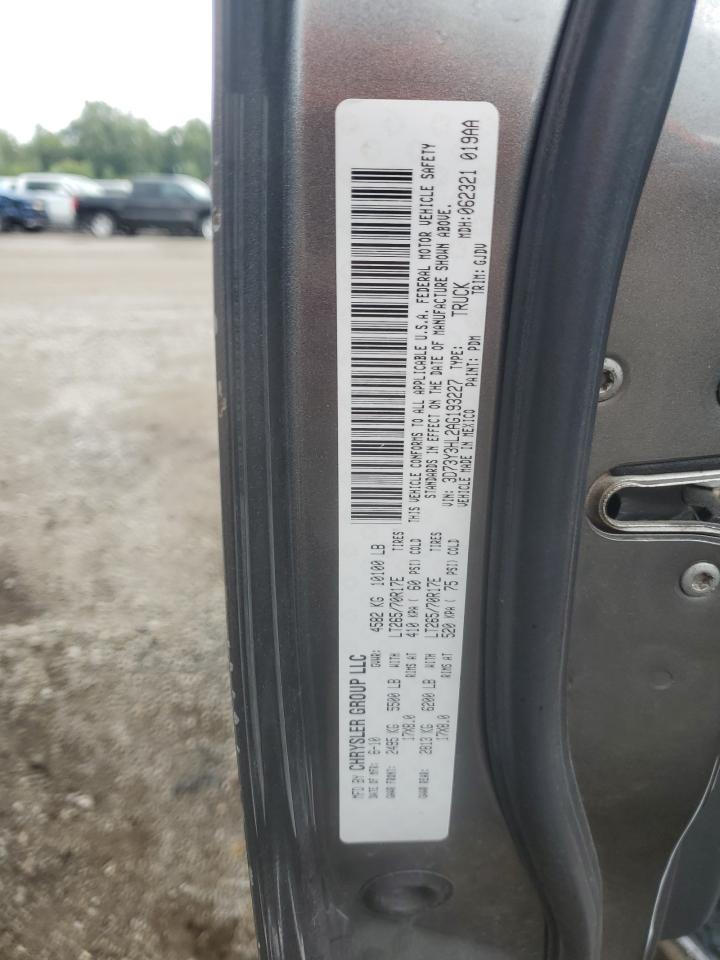 MFD BY CHRYSLER GROUP LLC
DATE OF MFR: 6-10 GVWR: 4582 KG 10100 LB
GAWR FRONT: 2495 KG 5500 LB WITH LT265/70R17E TIRES
17X8.0 RIMS AT 410 KPA ( 60 PSI) COLD
GAWR REAR: 2813 KG 6200 LB WITH LT265/70R17E TIRES
17X8.0 RIMS AT 520 KPA ( 75 PSI) COLD
THIS VEHICLE CONFORMS TO ALL APPLICABLE U.S.A. FEDERAL MOTOR VEHICLE SAFETY
STANDARDS IN EFFECT ON THE DATE OF MANUFACTURE SHOWN ABOVE.
VIN: 3D73Y3HL2AG193227 TYPE: TRUCK MDH:062321 019AA
VEHICLE MADE IN MEXICO PAINT: PDM TRIM: GJDV